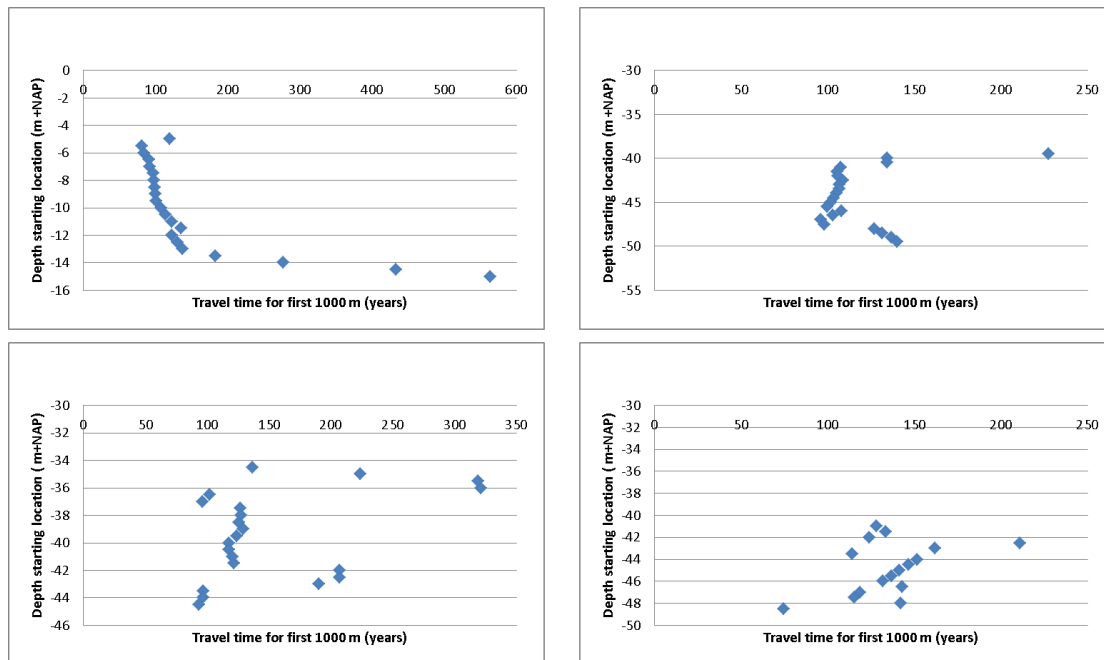 Depth starting location (m+NAP)
0
-2
-4
-6
-8
-10
-12
-14
-16
0 100 200 300 400 500 600
Travel time for first 1000 m (years)
Depth starting location (m+NAP)
-30
-35
-40
-45
-50
-55
0 50 100 150 200 250
Travel time for first 1000 m (years)
Depth starting location ( m+NAP)
-30
-32
-34
-36
-38
-40
-42
-44
-46
0 50 100 150 200 250 300 350
Travel time for first 1000 m (years)
Depth starting location (m+NAP)
-30
-32
-34
-36
-38
-40
-42
-44
-46
-48
-50
0 50 100 150 200 250
Travel time for first 1000 m (years)